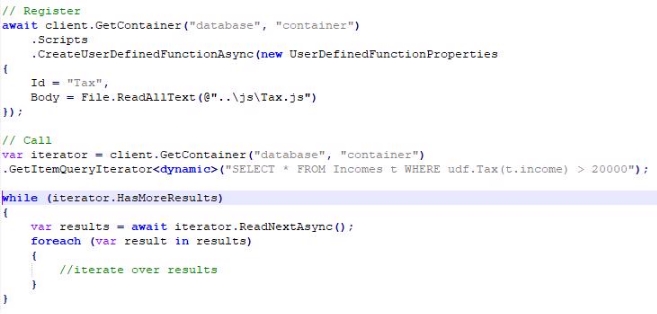 // Register
await client.GetContainer("database", "container")
    .Scripts
    .CreateUserDefinedFunctionAsync(new UserDefinedFunctionProperties
{
    Id = "Tax",
    Body = File.ReadAllText(@"..\js\Tax.js")
});

// Call
var iterator = client.GetContainer("database", "container")
.GetItemQueryIterator<dynamic>("SELECT * FROM Incomes t WHERE udf.Tax(t.income) > 20000");

while (iterator.HasMoreResults)
{
    var results = await iterator.ReadNextAsync();
    foreach (var result in results)
    {
        //iterate over results
    }
}